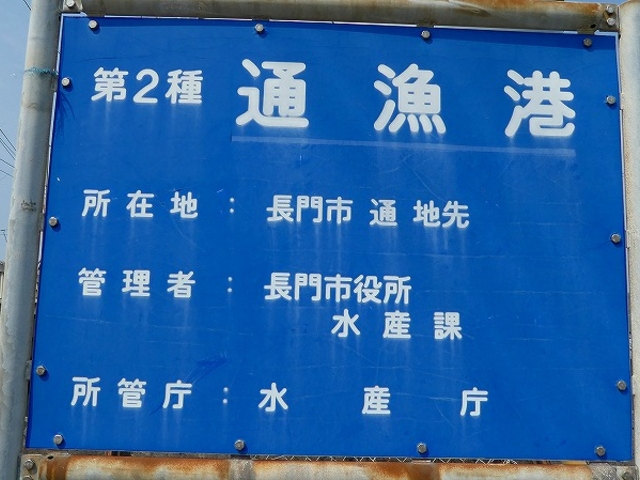 第2種 通漁港
所在地 : 長門市 通 地先
管理者 : 長門市役所
水産課
所管庁 : 水産庁